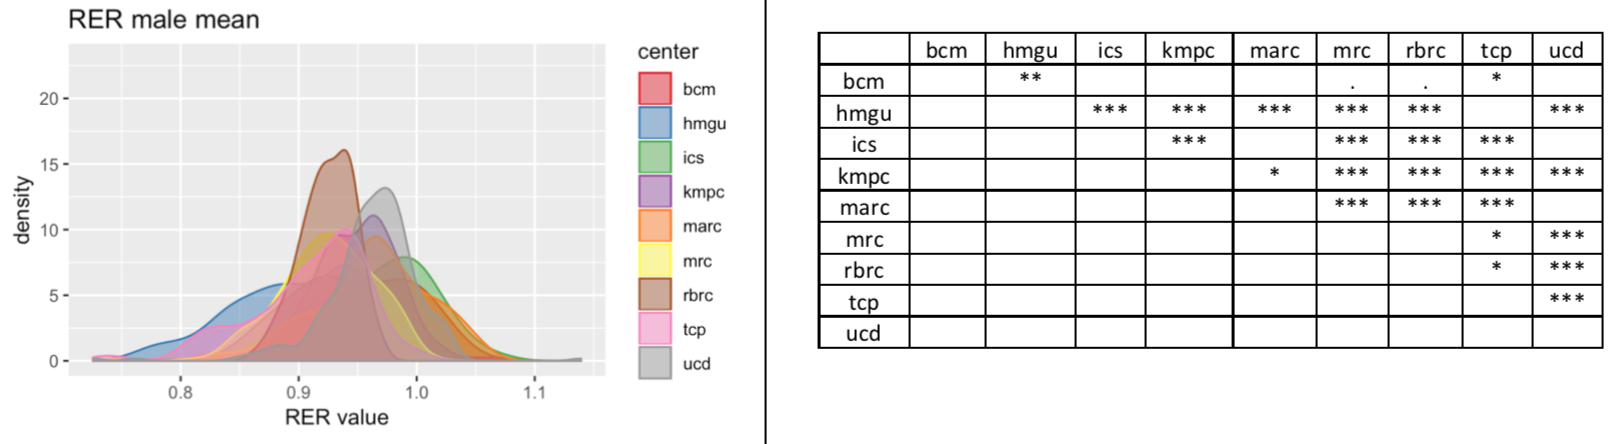 RER male mean
density
20
15
10
5
0
0.8 0.9 1.0 1.1
RER value
center
bcm
hmgu
ics
kmpc
marc
mrc
rbrc
tcp
ucd
bcm hmgu ics kmpc marc mrc rbrc tcp ucd
bcm ** . . *
hmgu *** *** *** *** *** ***
ics *** *** *** ***
kmpc * *** *** *** ***
marc *** *** ***
mrc * ***
rbrc * ***
tcp ***
ucd